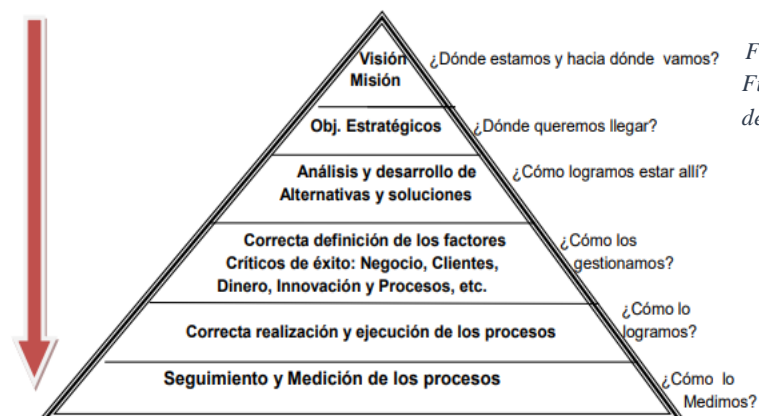 Visión ¿Dónde estamos y hacia dónde vamos?
Misión
Obj. Estratégicos ¿Dónde queremos llegar?
Análisis y desarrollo de ¿Cómo logramos estar allí?
Alternativas y soluciones
Correcta definición de los factores ¿Cómo los
Críticos de éxito: Negocio, Clientes, gestionamos?
Dinero, Innovación y Procesos, etc.
¿Cómo lo
Correcta realización y ejecución de los procesos logramos?
Seguimiento y Medición de los procesos ¿Cómo lo
Medimos?